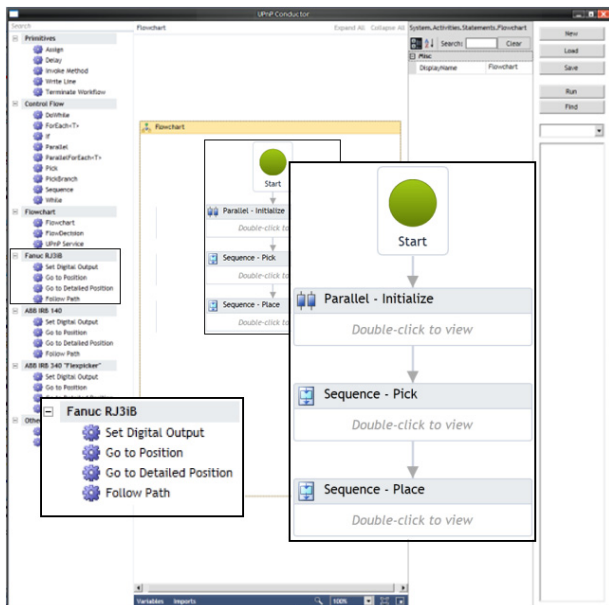 UPnP Conductor
Search
Primitives
Assign
Delay
Invoke Method
Write Line
Terminate Workflow
Control Flow
DoWhile
ForEach<T>
If
Parallel
ParallelForEach<T>
Pick
PickBranch
Sequence
While
Flowchart
Flowchart
FlowDecision
UPnP Service
Fanuc RJ3iB
Set Digital Output
Go to Position
Go to Detailed Position
Follow Path
ABB IRB 140
Set Digital Output
Go to Position
Go to Detailed Position
Follow Path
ABB IRB 340 "Flexpicker"
Set Digital Output
Go to Position
Fanuc RJ3iB
Set Digital Output
Go to Position
Go to Detailed Position
Follow Path
Flowchart
Expand All Collapse All
Flowchart
Start
Parallel - Initialize
Double-click to
Sequence - Pick
Double-click to
Sequence - Place
Double-click to
Start
Parallel - Initialize
Double-click to view
Sequence - Pick
Double-click to view
Sequence - Place
Double-click to view
Variables Imports
100%
System.Activities.Statements.Flowchart
Search: Clear
Misc
DisplayName Flowchart
New
Load
Save
Run
Find